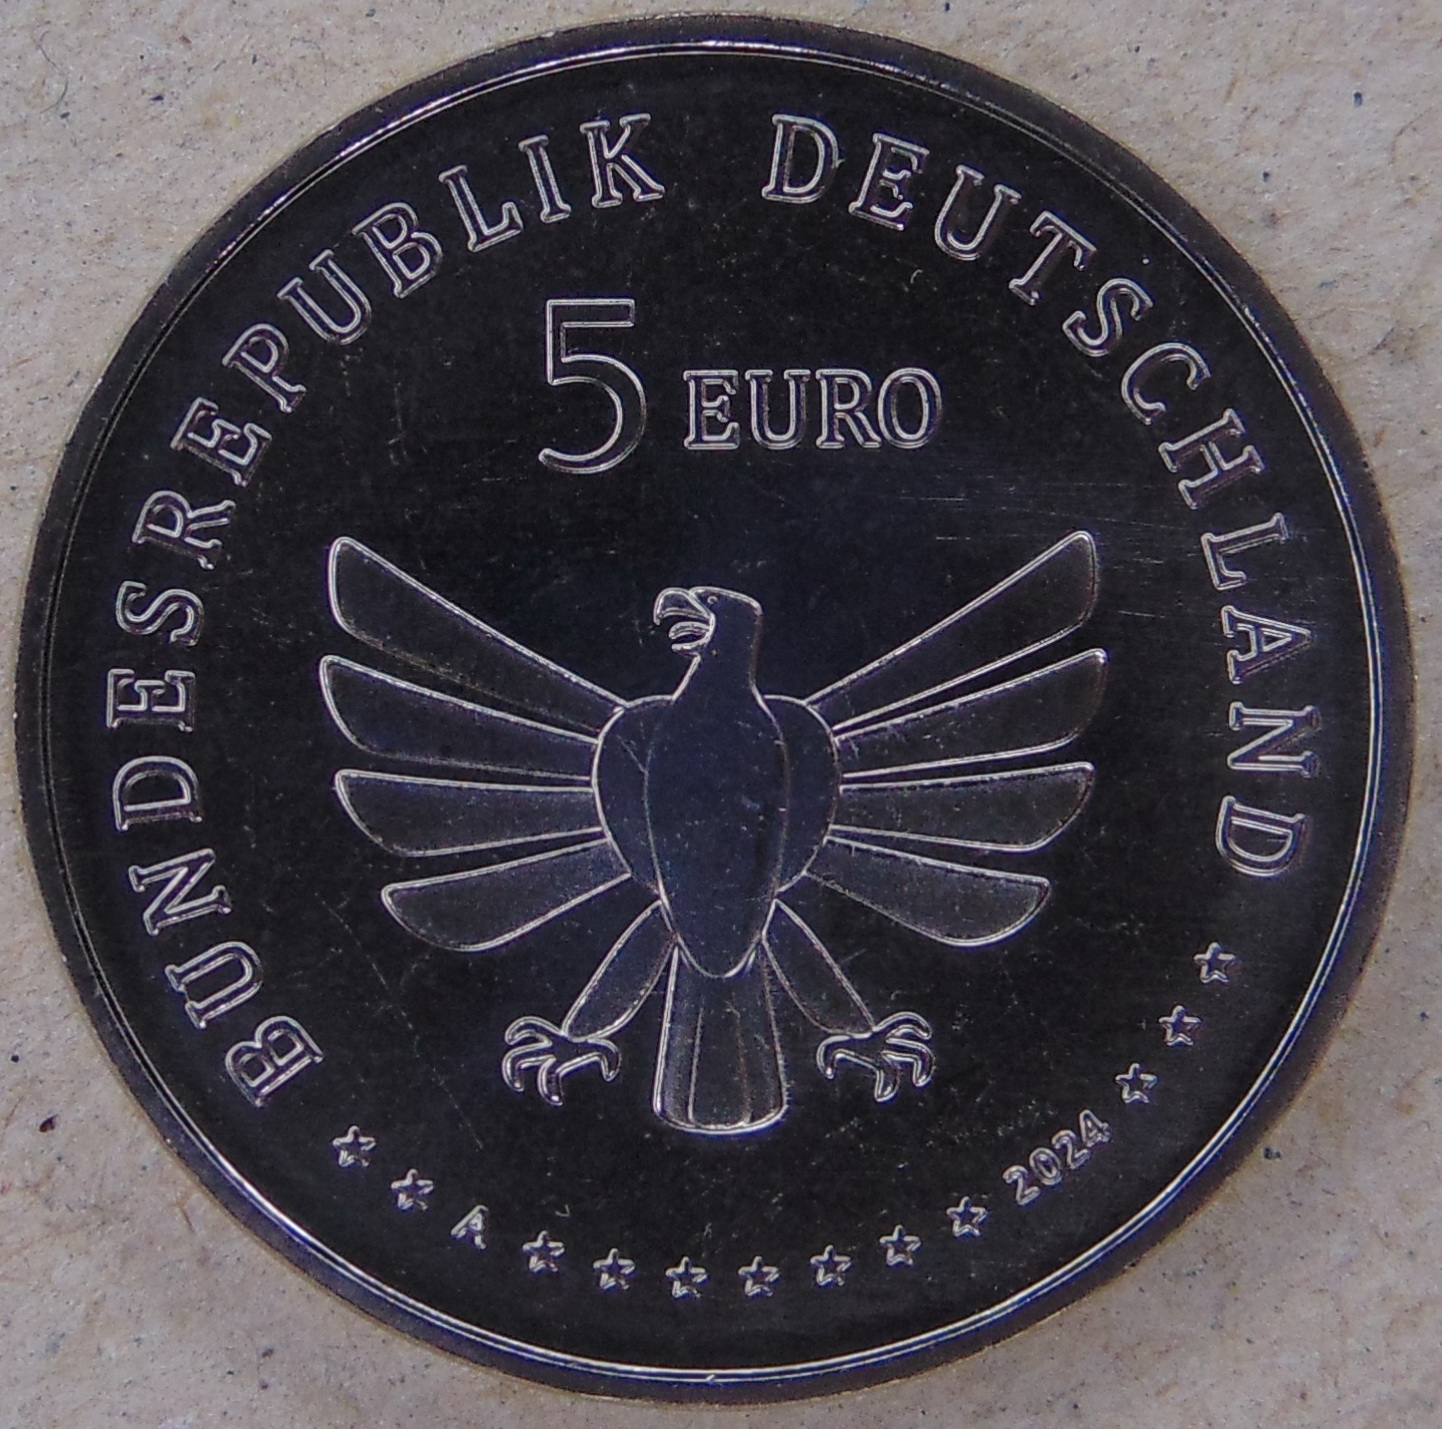 BUNDESREPUBLIK DEUTSCHLAND
5 EURO
A
2024